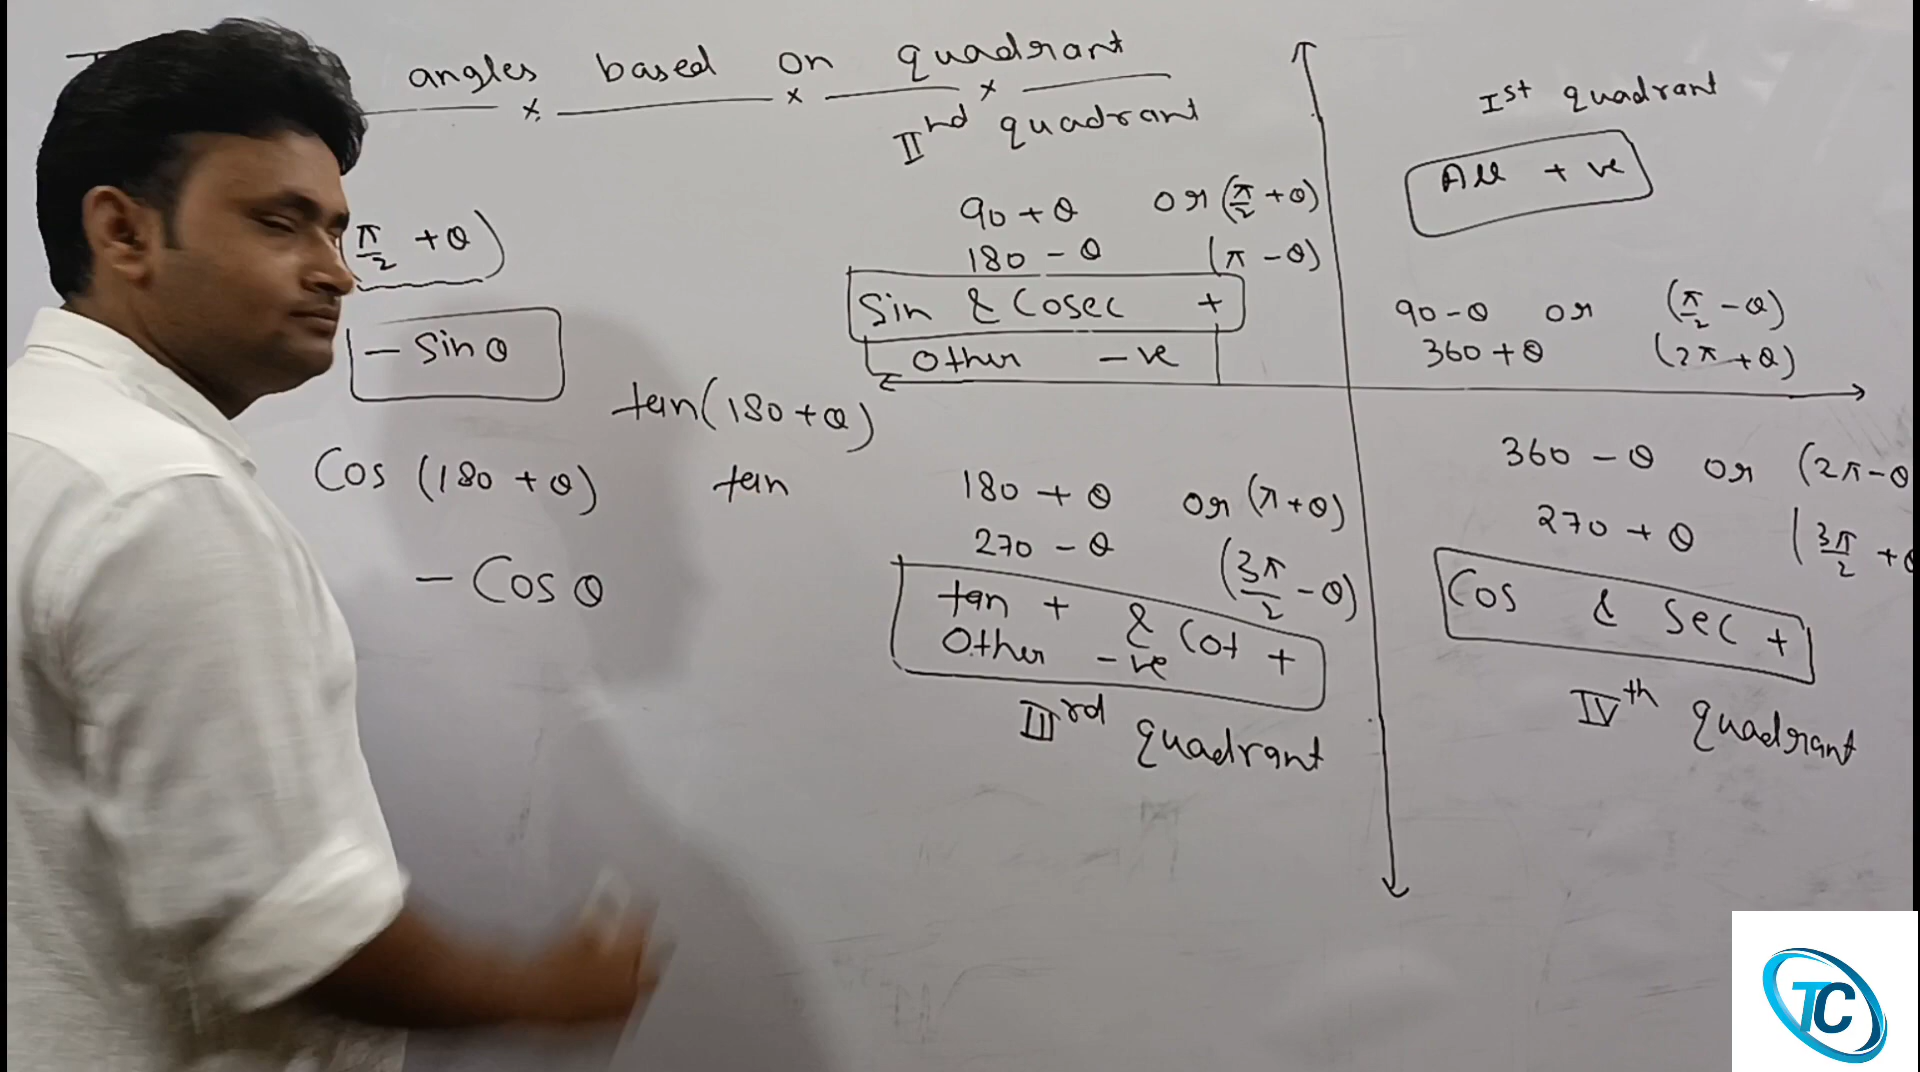 angles based on quadrant
IInd quadrant
Ist quadrant
All + ve
90 + θ or (π/2 + θ)
180 - θ (π - θ)
Sin & Cosec +
Other - ve
90 - θ or (π/2 - θ)
360 + θ (2π + θ)
π/2 + θ)
- Sin θ
tan(180 + θ)
Cos (180 + θ) tan
- Cos θ
180 + θ or (π + θ)
270 - θ (3π/2 - θ)
tan + & Cot +
Other - ve
IIIrd quadrant
360 - θ or (2π - θ
270 + θ (3π/2 + θ
Cos & Sec +
IVth quadrant
TC